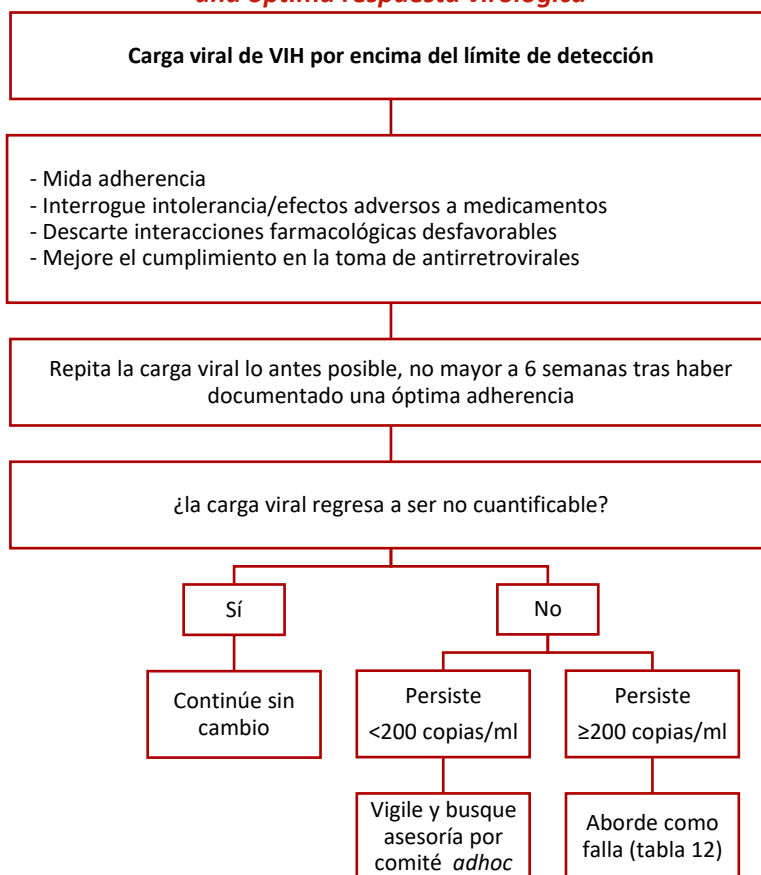 una óptima respuesta virológica
Carga viral de VIH por encima del límite de detección
- Mida adherencia
- Interrogue intolerancia/efectos adversos a medicamentos
- Descarte interacciones farmacológicas desfavorables
- Mejore el cumplimiento en la toma de antirretrovirales
Repita la carga viral lo antes posible, no mayor a 6 semanas tras haber
documentado una óptima adherencia
¿la carga viral regresa a ser no cuantificable?
Sí
No
Continúe sin
cambio
Persiste
<200 copias/ml
Persiste
≥200 copias/ml
Vigile y busque
asesoría por
comité adhoc
Aborde como
falla (tabla 12)